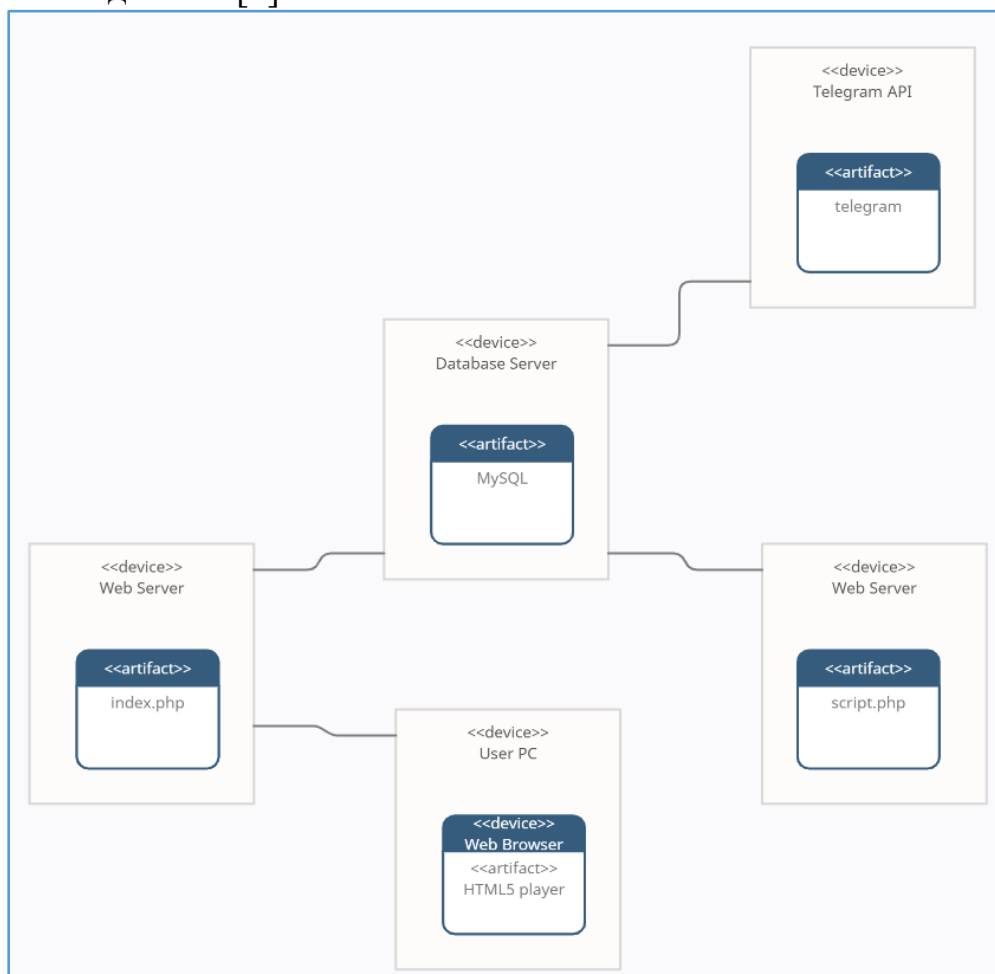 <<device>>
Telegram API
<<artifact>>
telegram
<<device>>
Database Server
<<artifact>>
MySQL
<<device>>
Web Server
<<artifact>>
index.php
<<device>>
Web Server
<<artifact>>
script.php
<<device>>
User PC
<<device>>
Web Browser
<<artifact>>
HTML5 player